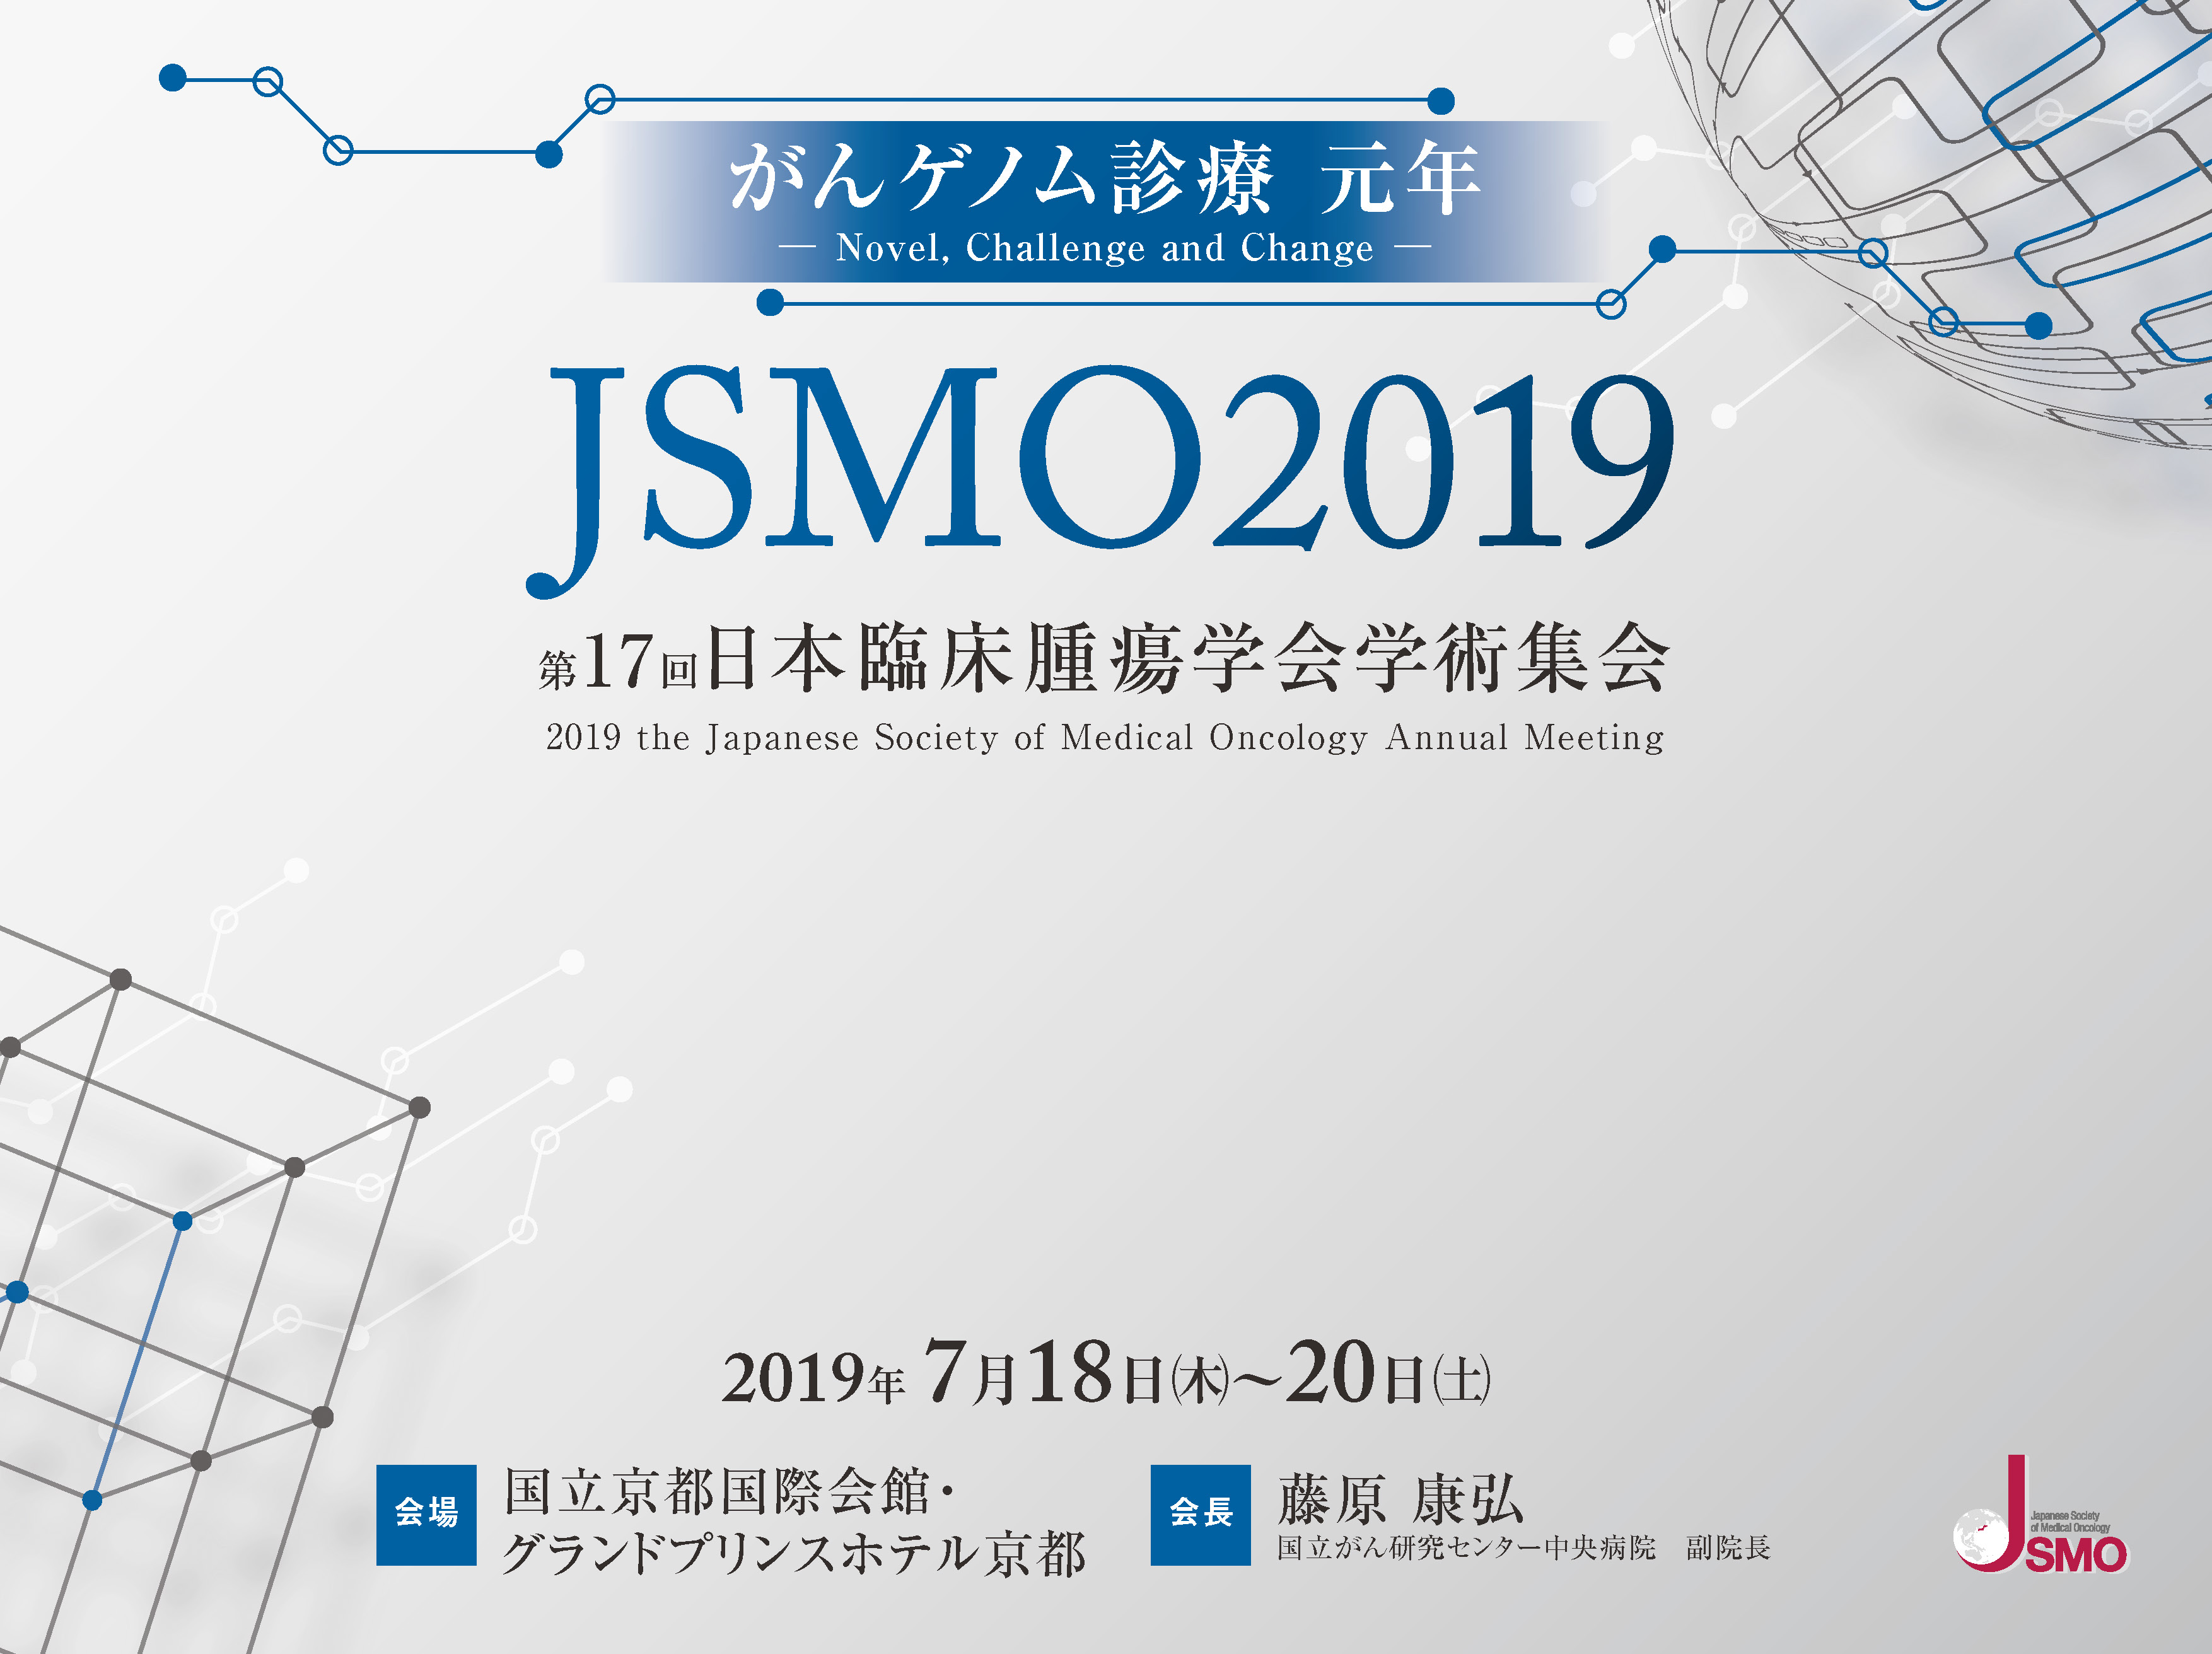 がんゲノム診療 元年
― Novel, Challenge and Change ―
JSMO2019
第17回日本臨床腫瘍学会学術集会
2019 the Japanese Society of Medical Oncology Annual Meeting
2019年 7月18日(木)~20日(土)
会場
国立京都国際会館・
グランドプリンスホテル京都
会長
藤原 康弘
国立がん研究センター中央病院 副院長
Japanese Society
of Medical Oncology
JSMO